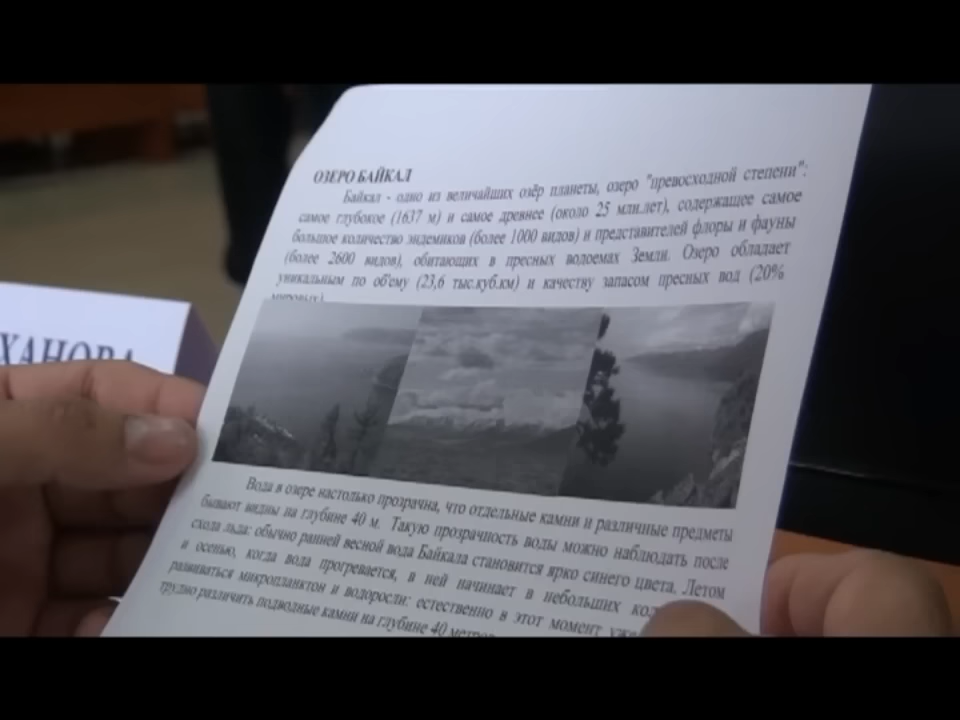 ОЗЕРО БАЙКАЛ
Байкал - одно из величайших озёр планеты, озеро "превосходной степени":
самое глубокое (1637 м) и самое древнее (около 25 млн.лет), содержащее самое
большое количество эндемиков (более 1000 видов) и представителей флоры и фауны
(более 2600 видов), обитающих в пресных водоемах Земли. Озеро обладает
уникальным по объему (23,6 тыс.куб.км) и качеству запасом пресных вод (20%
мировых).
ХАНОВА
Вода в озере настолько прозрачна, что отдельные камни и различные предметы
бывают видны на глубине 40 м. Такую прозрачность воды можно наблюдать после
схода льда: обычно ранней весной вода Байкала становится ярко синего цвета. Летом
и осенью, когда вода прогревается, в ней начинает в небольших
развиваться микропланктон и водоросли: естественно в этот момент уже
трудно различить подводные камни на глубине 40 метров